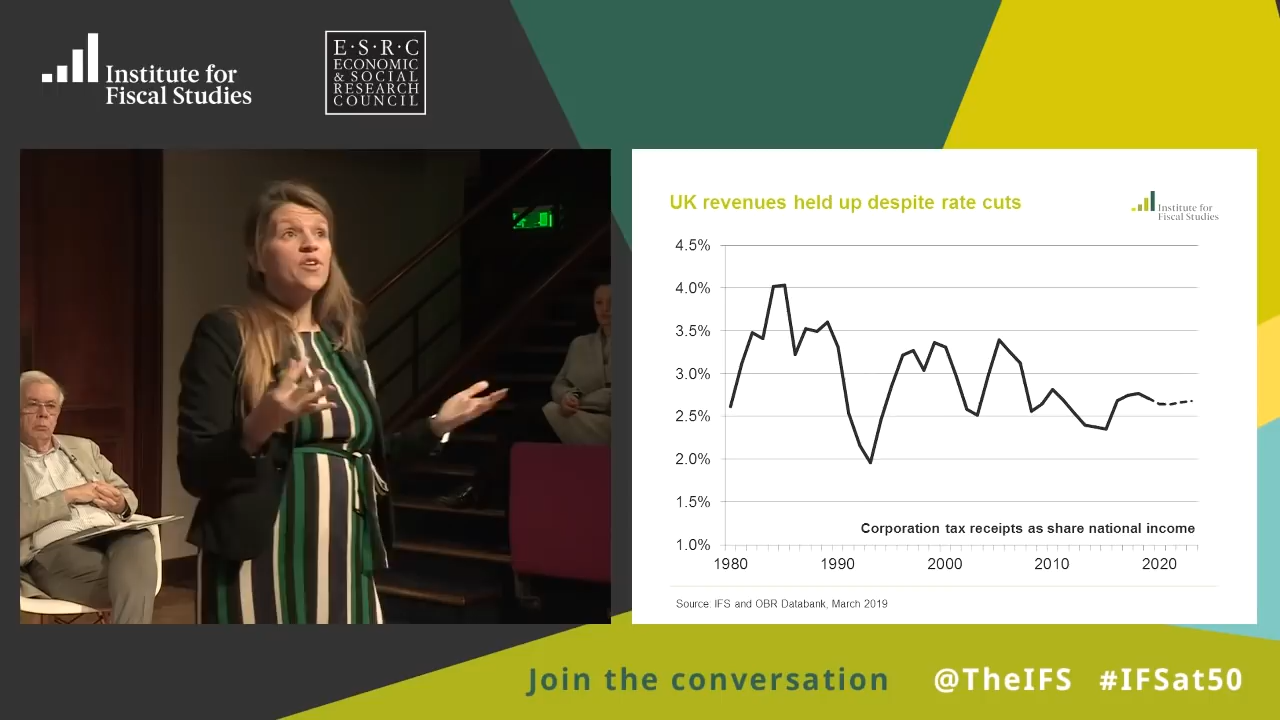 Institute for
Fiscal Studies
E·S·R·C
ECONOMIC
& SOCIAL
RESEARCH
COUNCIL
UK revenues held up despite rate cuts
Institute for
Fiscal Studies
4.5%
4.0%
3.5%
3.0%
2.5%
2.0%
1.5%
1.0%
Corporation tax receipts as share national income
1980 1990 2000 2010 2020
Source: IFS and OBR Databank, March 2019
Join the conversation @TheIFS #IFSat50